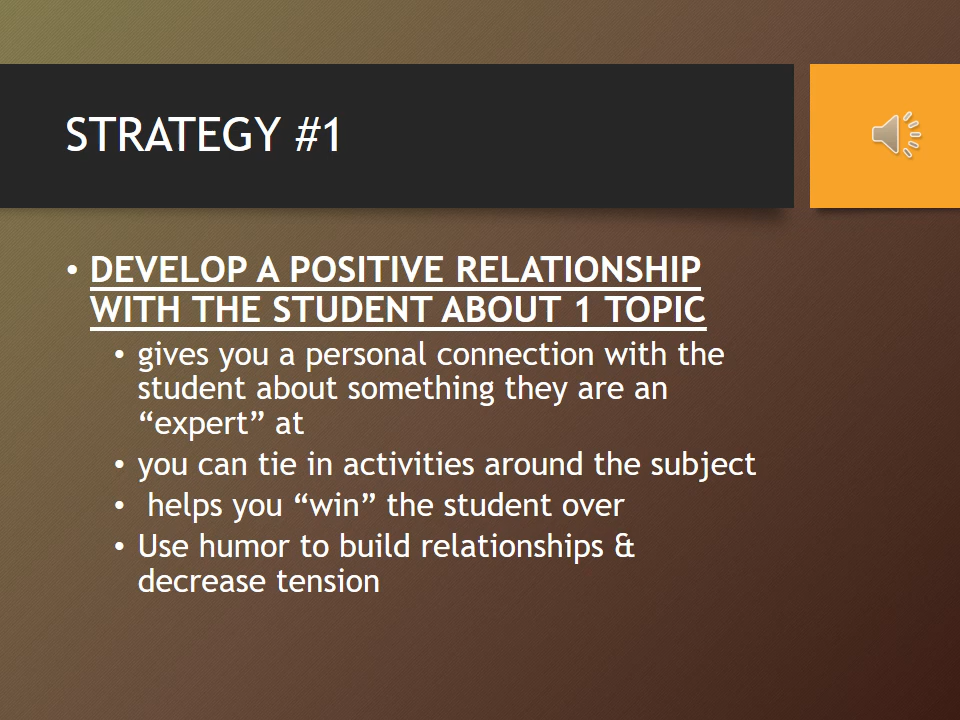 STRATEGY #1
• DEVELOP A POSITIVE RELATIONSHIP
WITH THE STUDENT ABOUT 1 TOPIC
• gives you a personal connection with the
student about something they are an
“expert” at
• you can tie in activities around the subject
• helps you “win” the student over
• Use humor to build relationships &
decrease tension